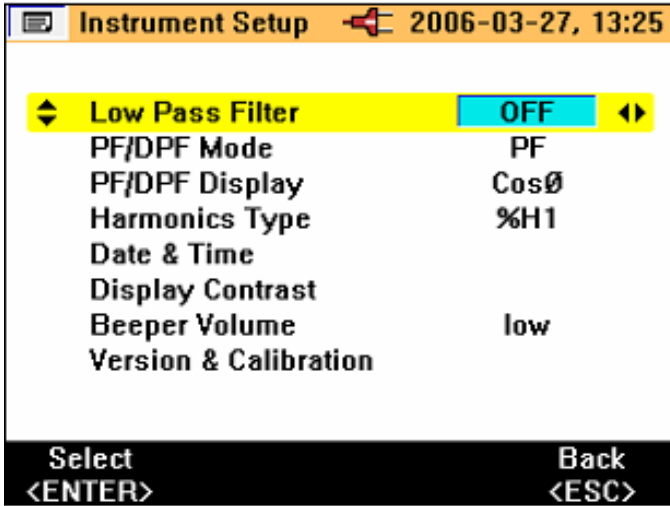 Instrument Setup 2006-03-27, 13:25
Low Pass Filter OFF
PF/DPF Mode PF
PF/DPF Display CosØ
Harmonics Type %H1
Date & Time
Display Contrast
Beeper Volume low
Version & Calibration
Select Back
<ENTER> <ESC>